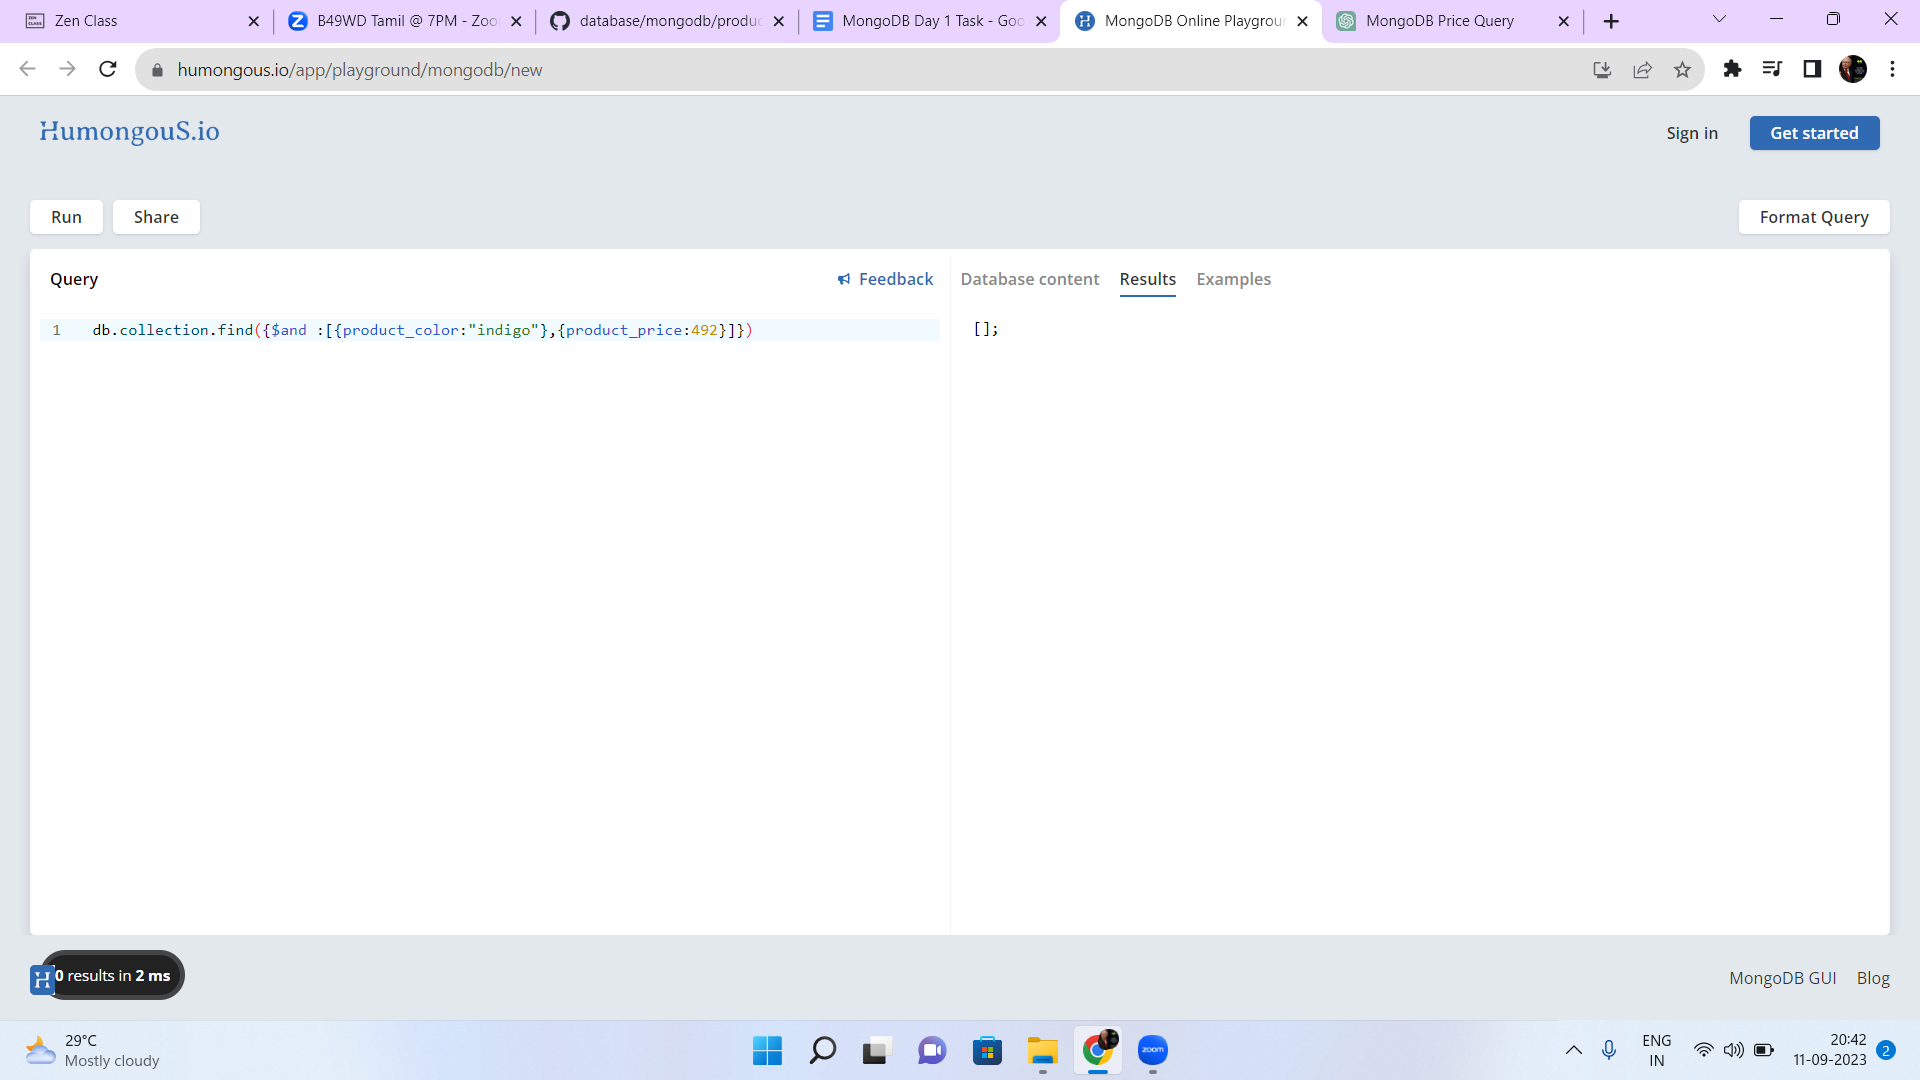 Zen Class
B49WD Tamil @ 7PM - Zoo
database/mongodb/produc
MongoDB Day 1 Task - Goo
MongoDB Online Playgroun
MongoDB Price Query
humongous.io/app/playground/mongodb/new
HumongouS.io
Sign in
Get started
Run
Share
Format Query
Query
Feedback
Database content
Results
Examples
1 db.collection.find({$and :[{product_color:"indigo"},{product_price:492}]})
[];
0 results in 2 ms
MongoDB GUI
Blog
29°C
Mostly cloudy
zoom
ENG
IN
20:42
11-09-2023
2